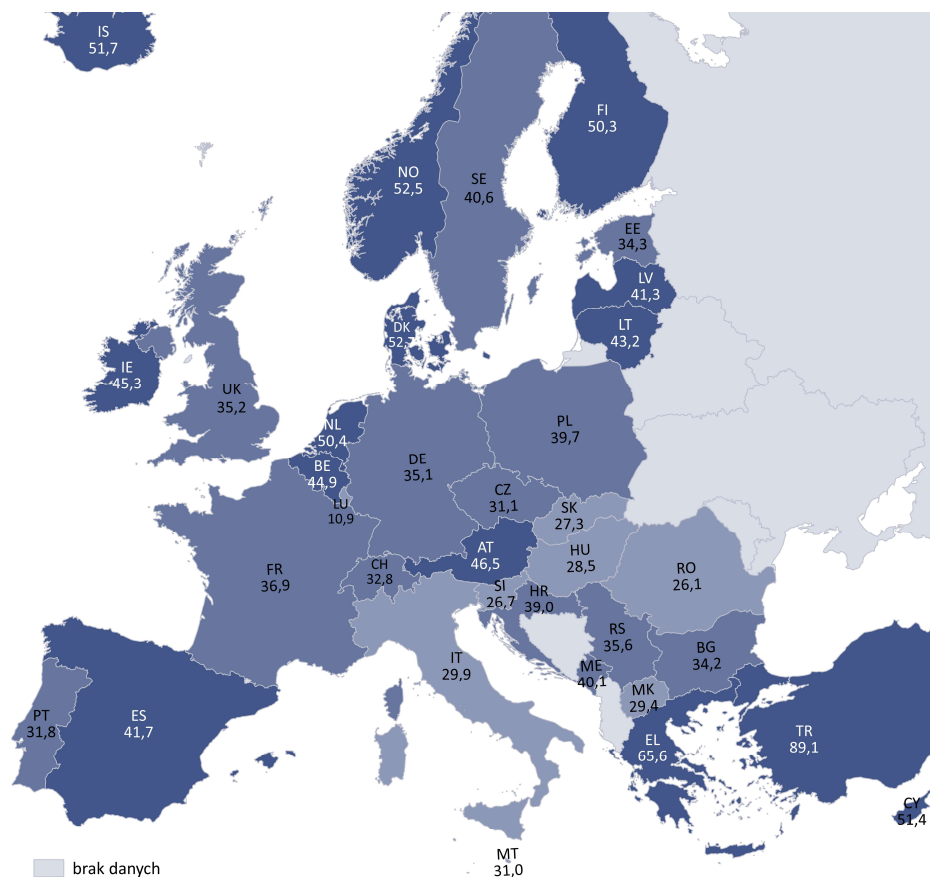 IS
51,7
FI
50,3
NO
52,5
SE
40,6
EE
34,3
LV
41,3
LT
43,2
DK
52,7
IE
45,3
UK
35,2
NL
50,4
BE
44,9
LU
10,9
DE
35,1
PL
39,7
CZ
31,1
SK
27,3
AT
46,5
HU
28,5
RO
26,1
FR
36,9
CH
32,8
SI
26,7
HR
39,0
RS
35,6
BG
34,2
IT
29,9
ME
40,1
MK
29,4
PT
31,8
ES
41,7
EL
65,6
TR
89,1
CY
51,4
MT
31,0
brak danych